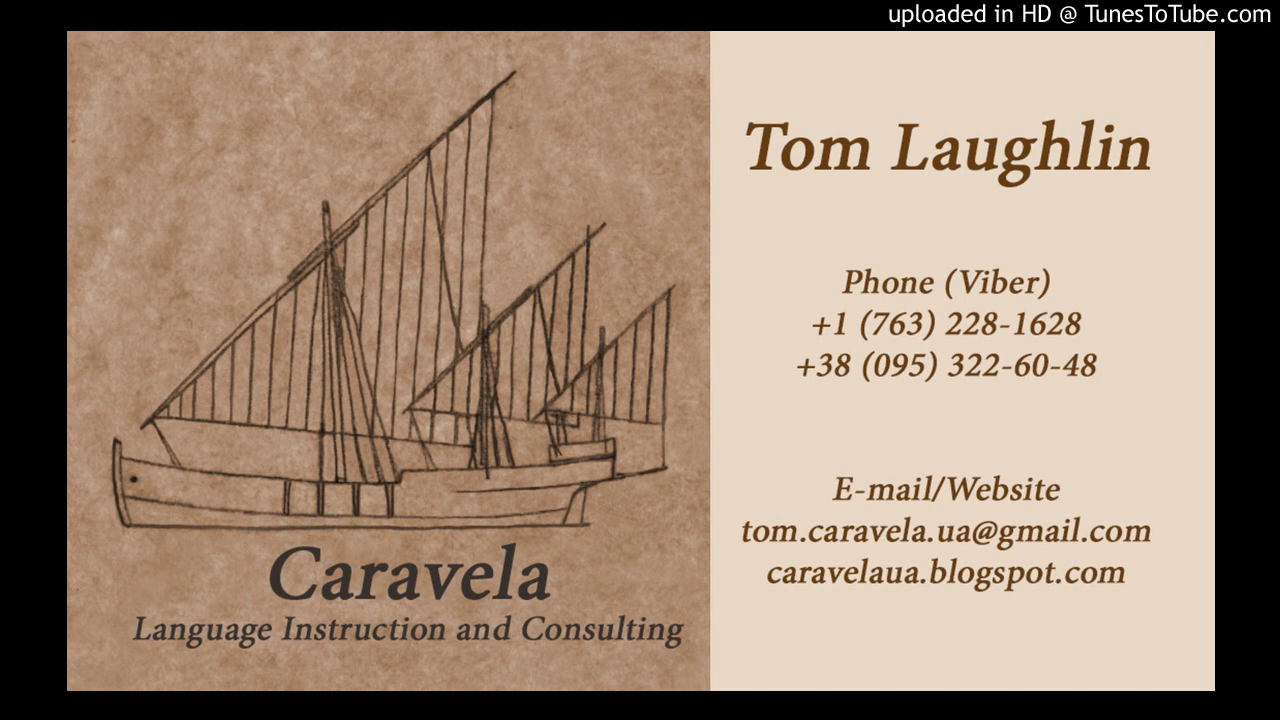 uploaded in HD @ TunesToTube.com
Caravela
Language Instruction and Consulting
Tom Laughlin
Phone (Viber)
+1 (763) 228-1628
+38 (095) 322-60-48
E-mail/Website
tom.caravela.ua@gmail.com
caravelaua.blogspot.com